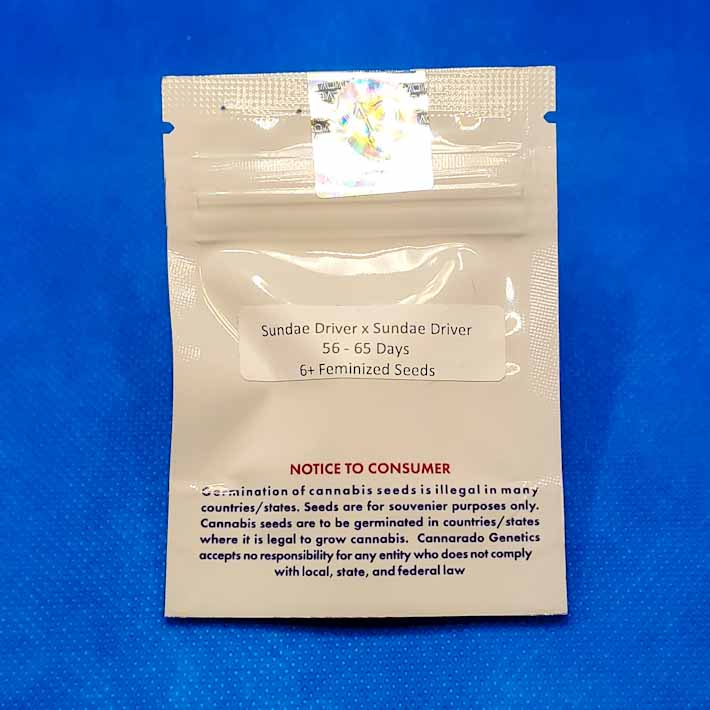 Sundae Driver x Sundae Driver
56 - 65 Days
6+ Feminized Seeds
NOTICE TO CONSUMER
Germination of cannabis seeds is illegal in many
countries/states. Seeds are for souvenier purposes only.
Cannabis seeds are to be germinated in countries/states
where it is legal to grow cannabis. Cannarado Genetics
accepts no responsibility for any entity who does not comply
with local, state, and federal law